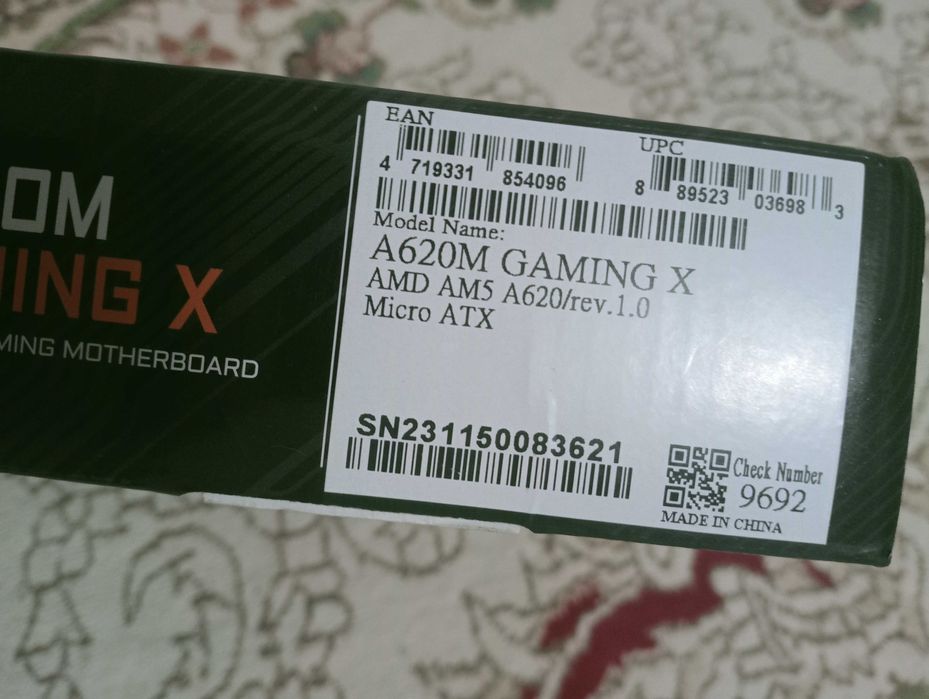 0M
ING X
MING MOTHERBOARD
EAN
4 719331 854096
UPC
8 89523 03698 3
Model Name:
A620M GAMING X
AMD AM5 A620/rev.1.0
Micro ATX
SN231150083621
Check Number
9692
MADE IN CHINA